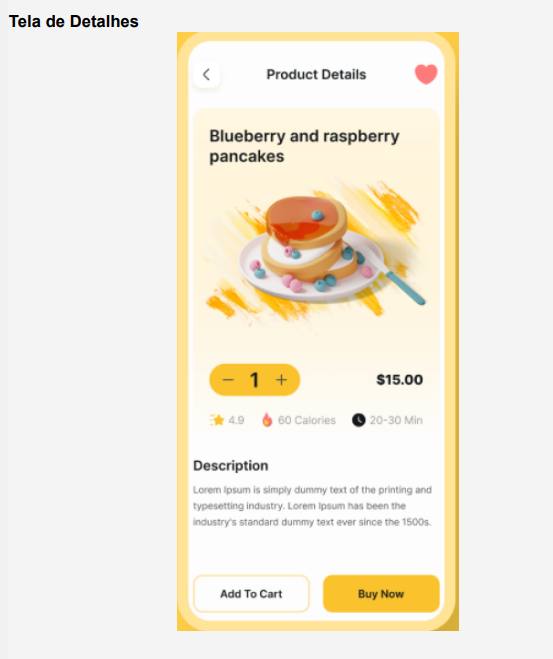 Tela de Detalhes
Product Details
Blueberry and raspberry
pancakes
− 1 +
$15.00
4.9
60 Calories
20-30 Min
Description
Lorem Ipsum is simply dummy text of the printing and
typesetting industry. Lorem Ipsum has been the
industry's standard dummy text ever since the 1500s.
Add To Cart
Buy Now